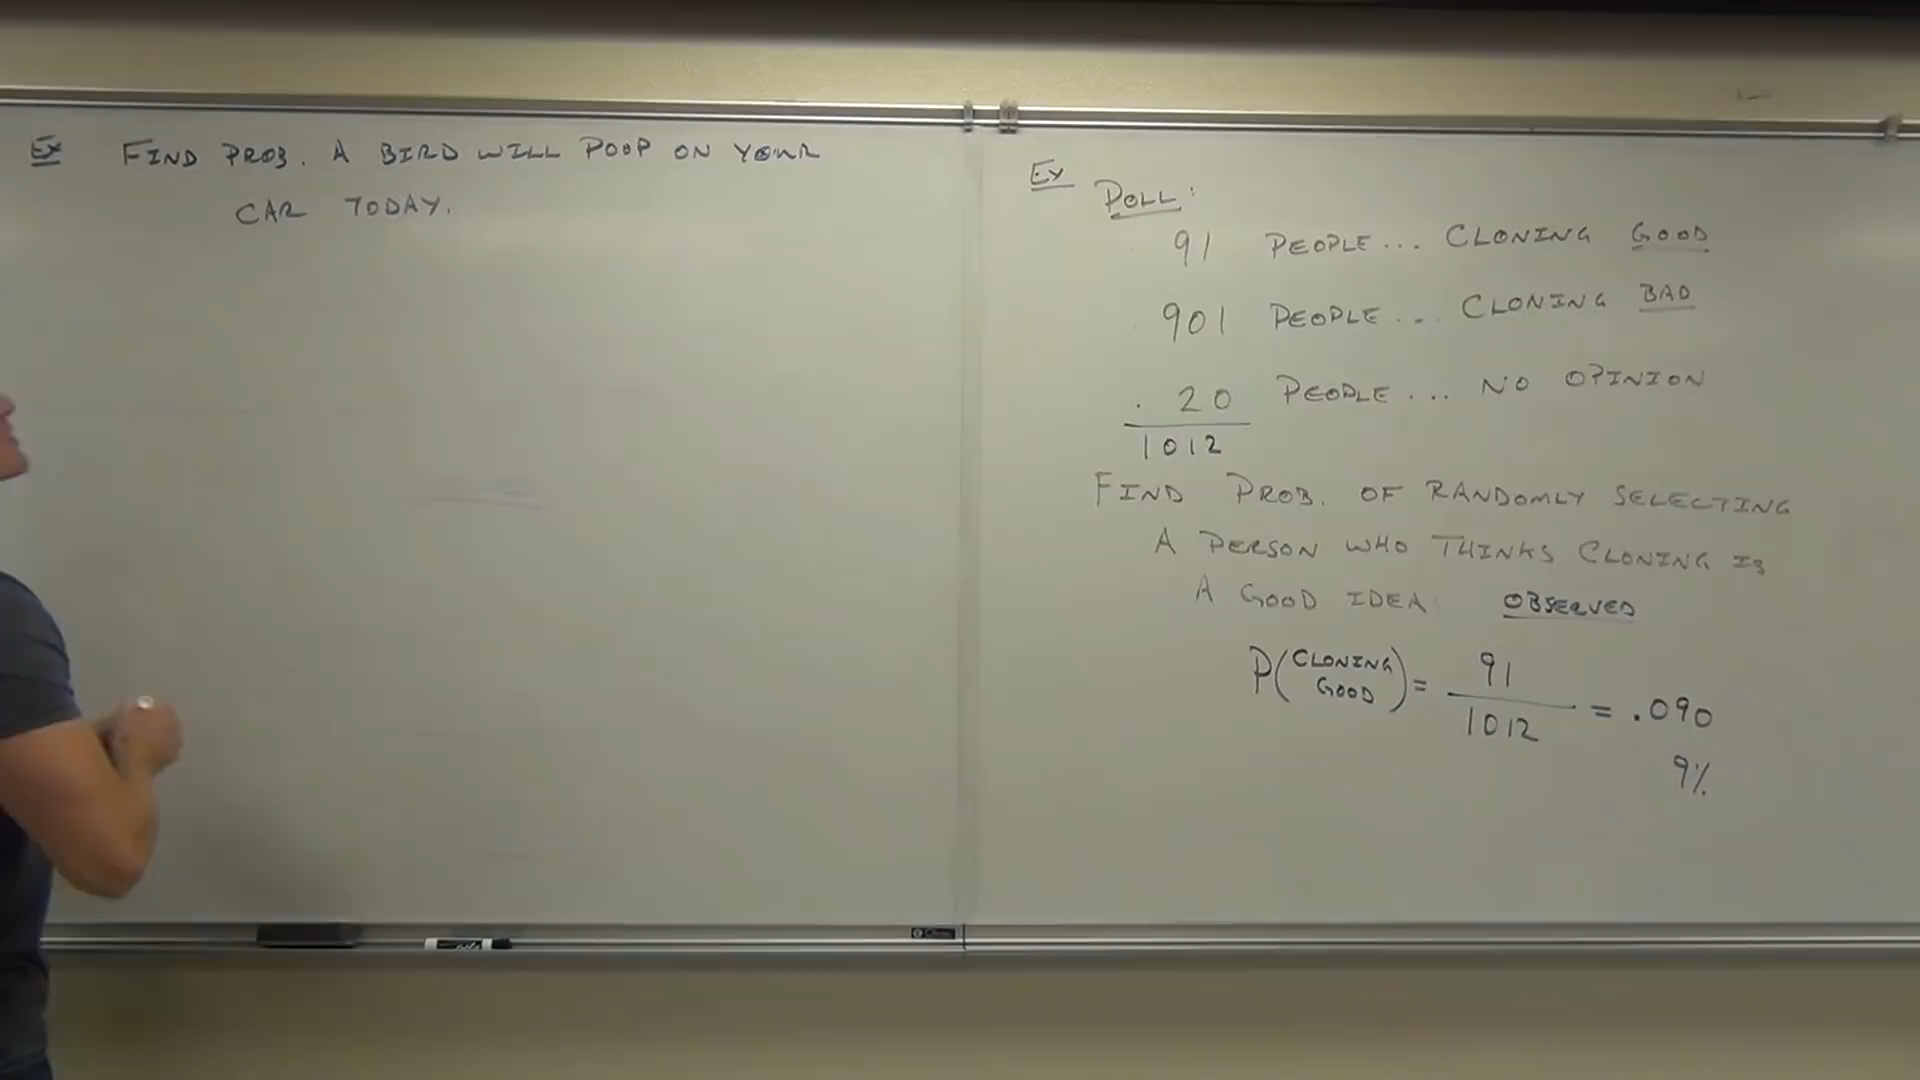 Ex FIND PROB. A BIRD WILL POOP ON YOUR
CAR TODAY.
Ex
POLL:
91 PEOPLE... CLONING GOOD
901 PEOPLE... CLONING BAD
20 PEOPLE... NO OPINION
1012
FIND PROB. OF RANDOMLY SELECTING
A PERSON WHO THINKS CLONING IS
A GOOD IDEA: OBSERVED
P(CLONING GOOD) = 91/1012 = .090
9%